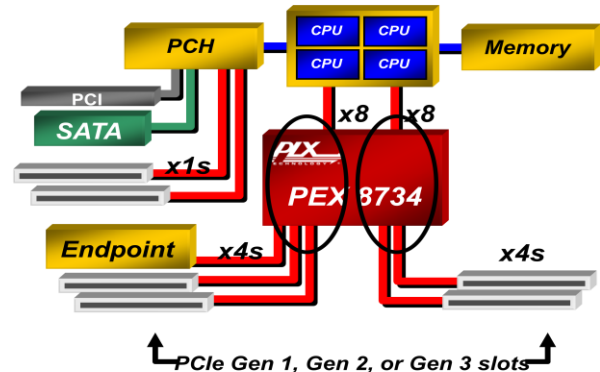 PCH
CPU
CPU
CPU
CPU
Memory
PCI
SATA
x1s
x8
x8
PLX
TECHNOLOGY
PEX 8734
Endpoint
x4s
x4s
PCIe Gen 1, Gen 2, or Gen 3 slots